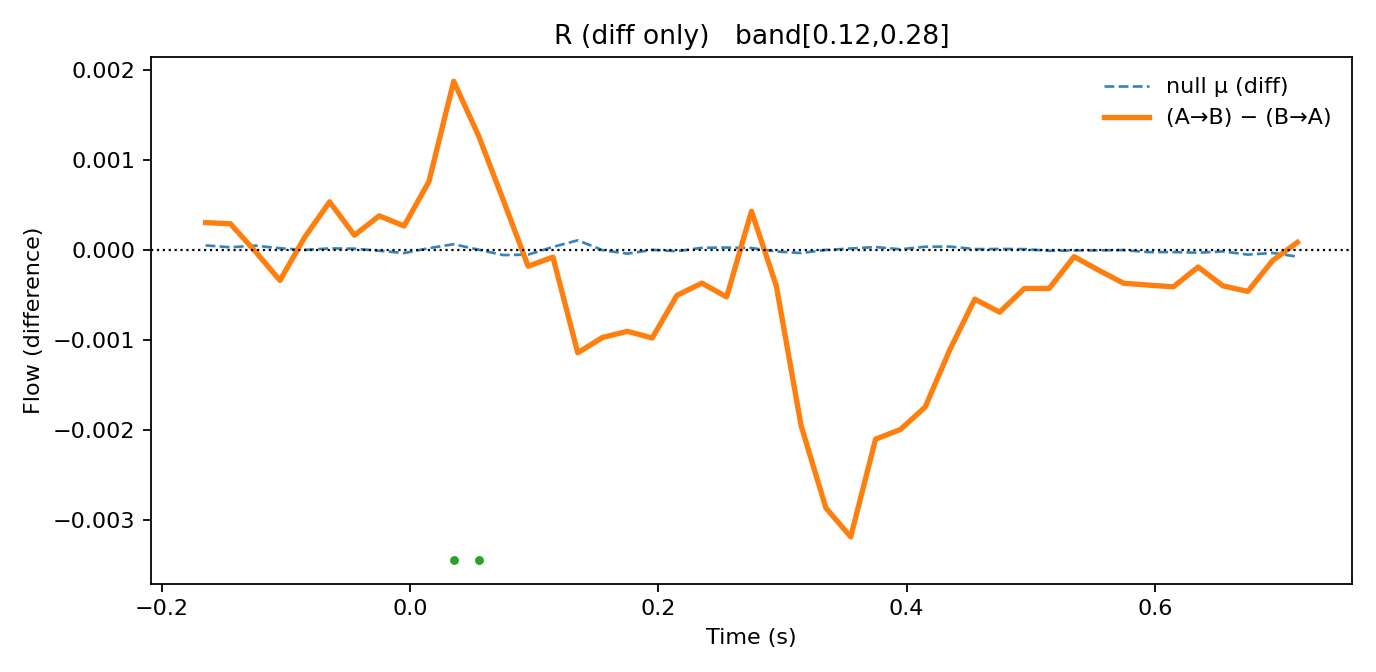 R (diff only)   band[0.12,0.28]
null μ (diff)
(A→B) − (B→A)
Flow (difference)
0.002
0.001
0.000
−0.001
−0.002
−0.003
−0.2
0.0
0.2
0.4
0.6
Time (s)